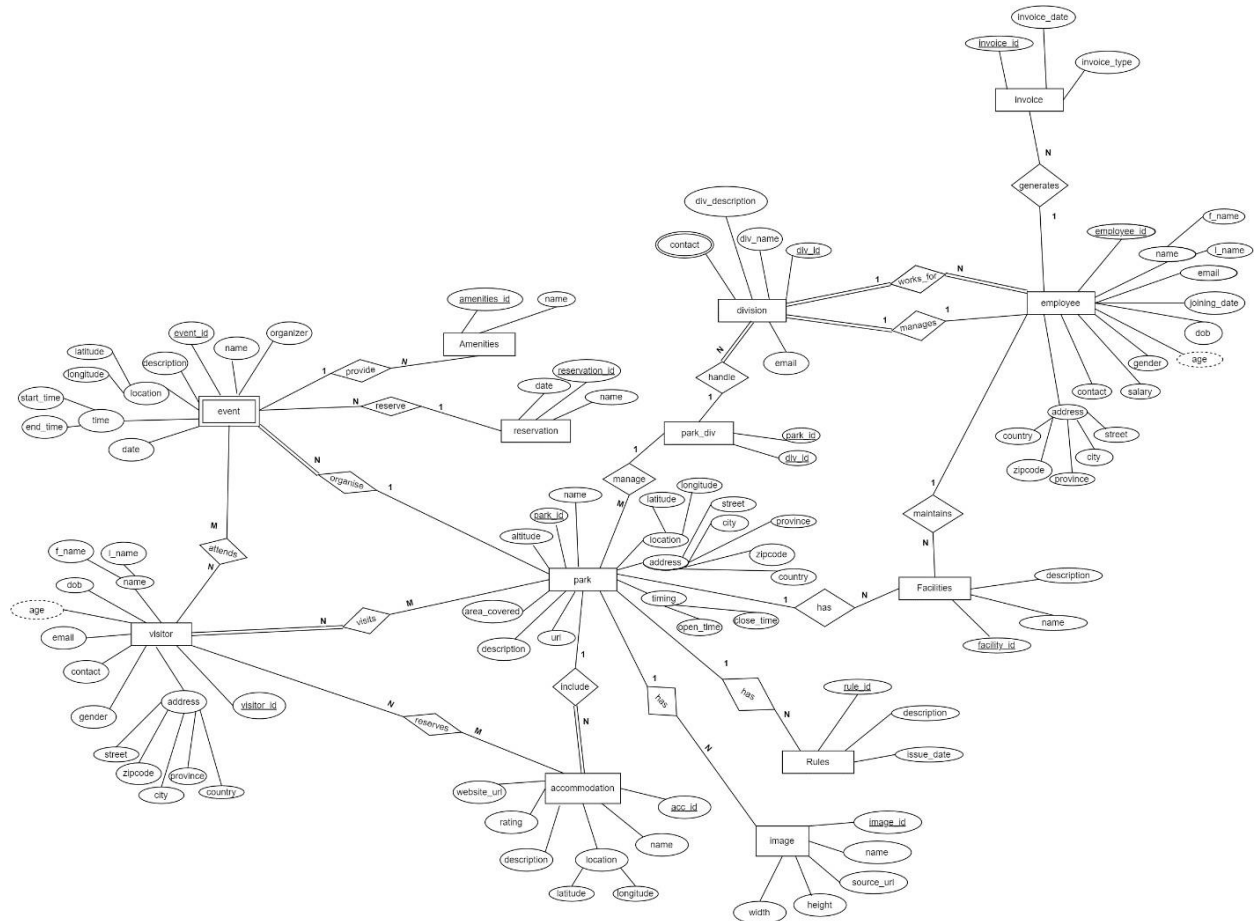 invoice_date
invoice_id
invoice_type
Invoice
N
generates
1
div_description
contact
div_name
div_id
f_name
employee_id
name
l_name
email
joining_date
dob
age
gender
salary
contact
employee
1
works_for
N
1
manages
1
division
email
N
handle
1
park_div
park_id
div_id
1
manage
M
address
country
zipcode
province
city
street
amenities_id
name
Amenities
event_id
name
organizer
latitude
longitude
description
location
start_time
end_time
time
date
event
1
provide
N
N
reserve
1
date
reservation_id
name
reservation
N
organise
1
M
attends
N
name
park_id
altitude
latitude
longitude
location
street
city
province
address
zipcode
country
timing
open_time
close_time
park
area_covered
description
url
1
maintains
N
1
has
N
Facilities
description
name
facility_id
f_name
l_name
name
dob
age
email
contact
gender
visitor
address
visitor_id
street
zipcode
city
province
country
N
visits
M
N
reserves
M
1
include
N
1
has
N
1
has
N
rule_id
description
issue_date
Rules
website_url
rating
description
location
latitude
longitude
name
acc_id
accommodation
image
image_id
name
source_url
height
width